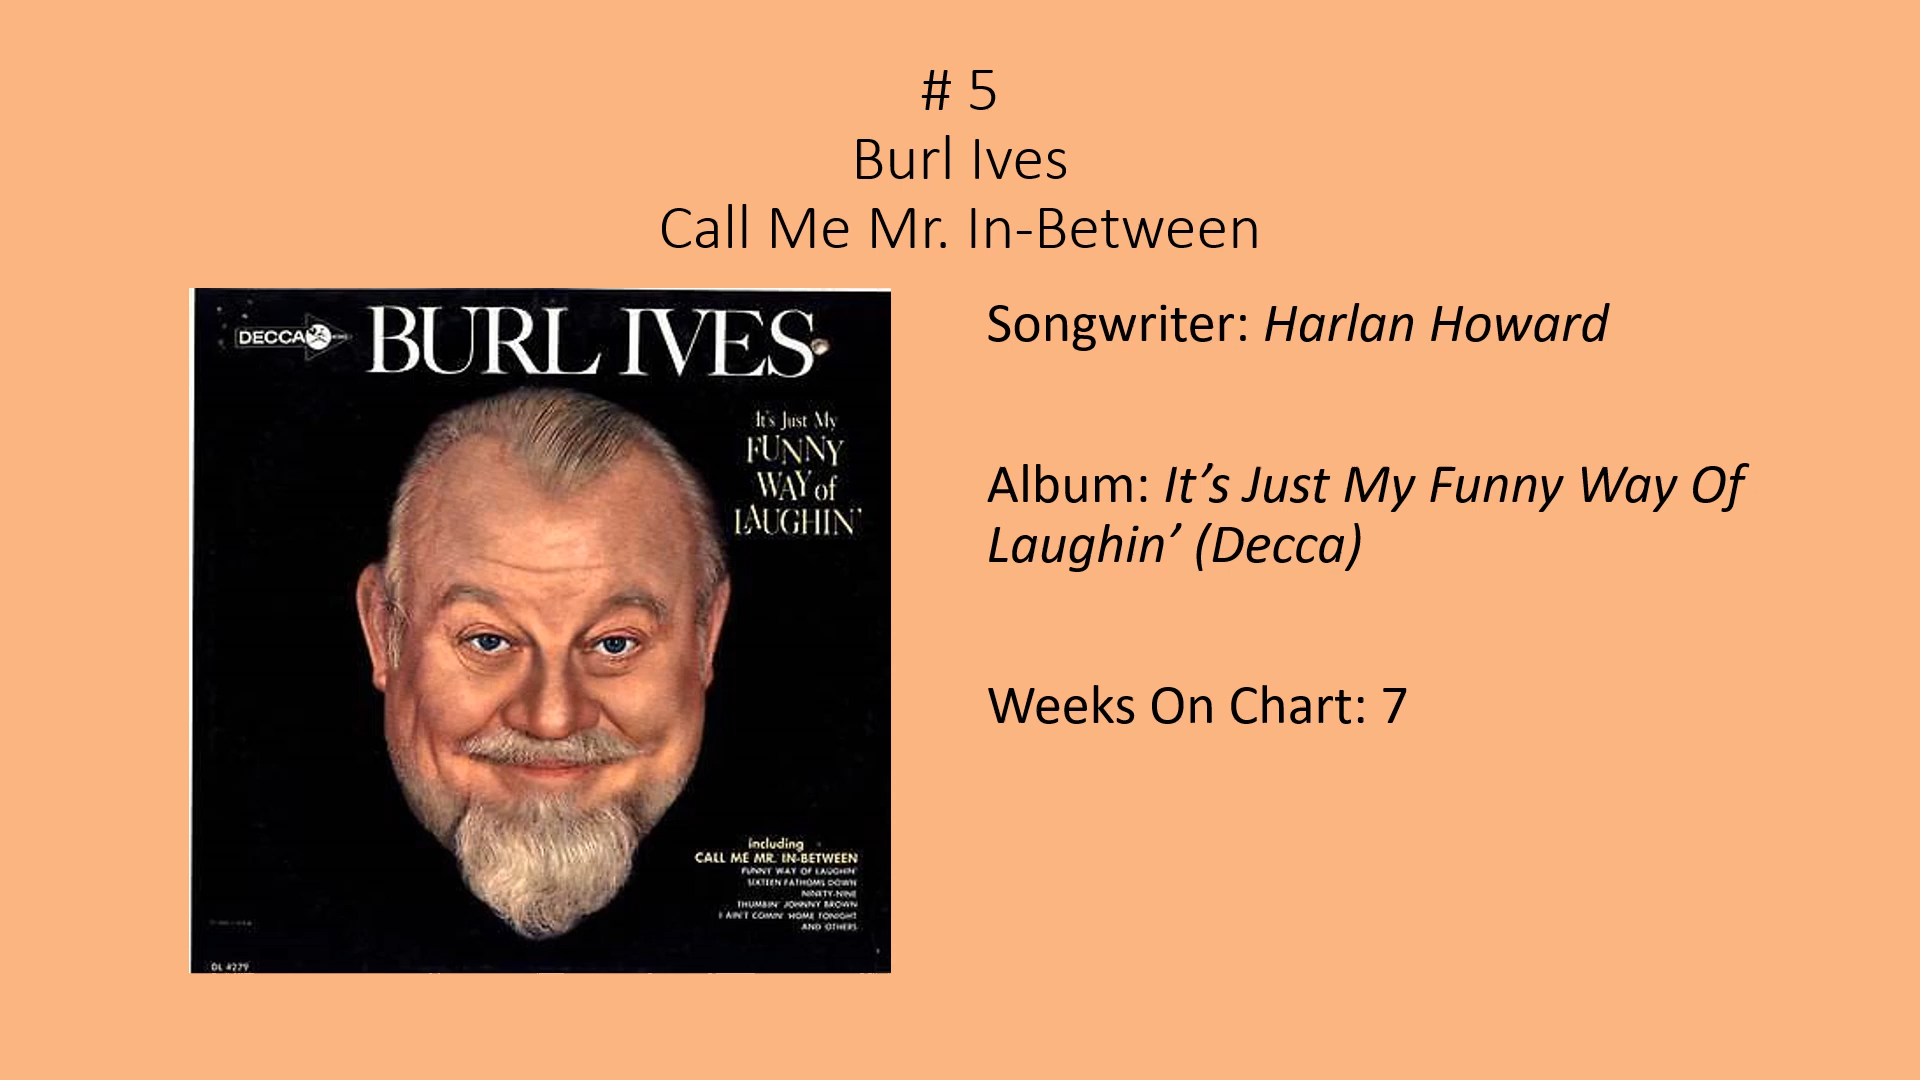 # 5
Burl Ives
Call Me Mr. In-Between
DECCA
BURL IVES
It's Just My
FUNNY
WAY of
LAUGHIN'
including
CALL ME MR. IN-BETWEEN
FUNNY WAY OF LAUGHIN'
SIXTEEN FATHOMS DOWN
NINETY-NINE
THUMBIN' JOHNNY BROWN
I AIN'T COMIN' HOME TONIGHT
AND OTHERS
DL 4279
Songwriter: Harlan Howard
Album: It’s Just My Funny Way Of
Laughin’ (Decca)
Weeks On Chart: 7